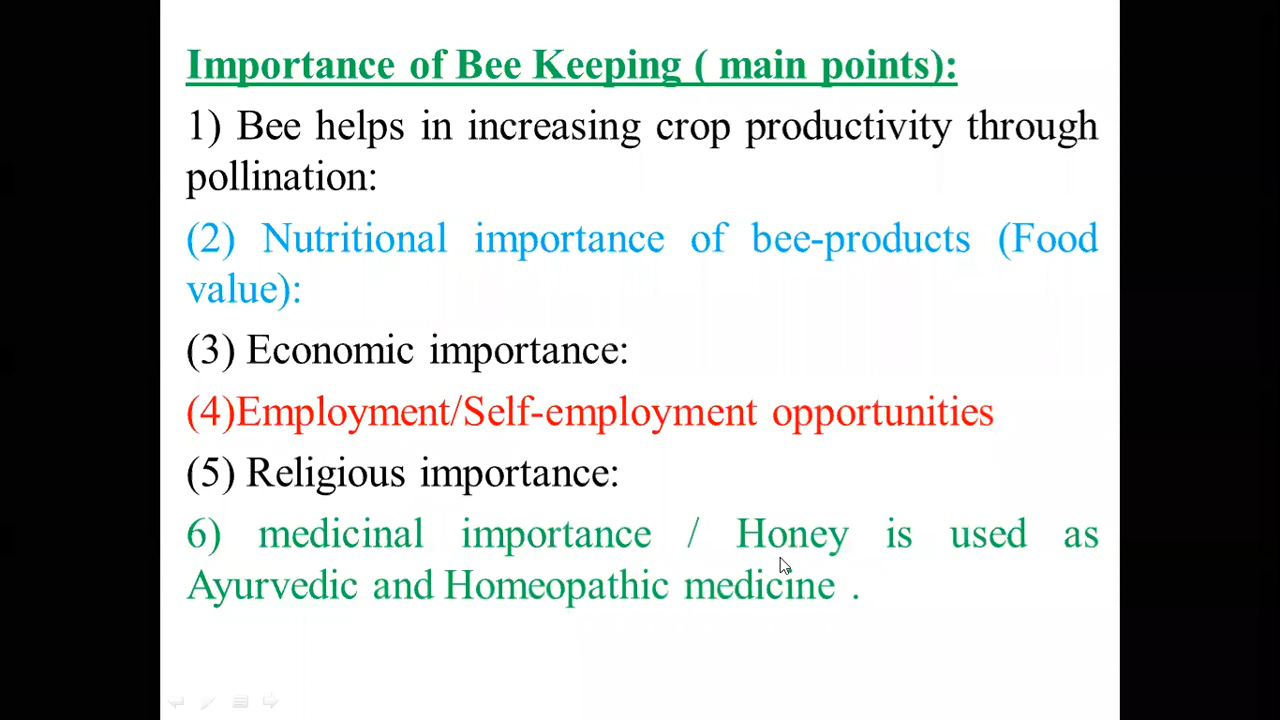 Importance of Bee Keeping ( main points):
1) Bee helps in increasing crop productivity through
pollination:
(2) Nutritional importance of bee-products (Food
value):
(3) Economic importance:
(4)Employment/Self-employment opportunities
(5) Religious importance:
6) medicinal importance / Honey is used as
Ayurvedic and Homeopathic medicine .